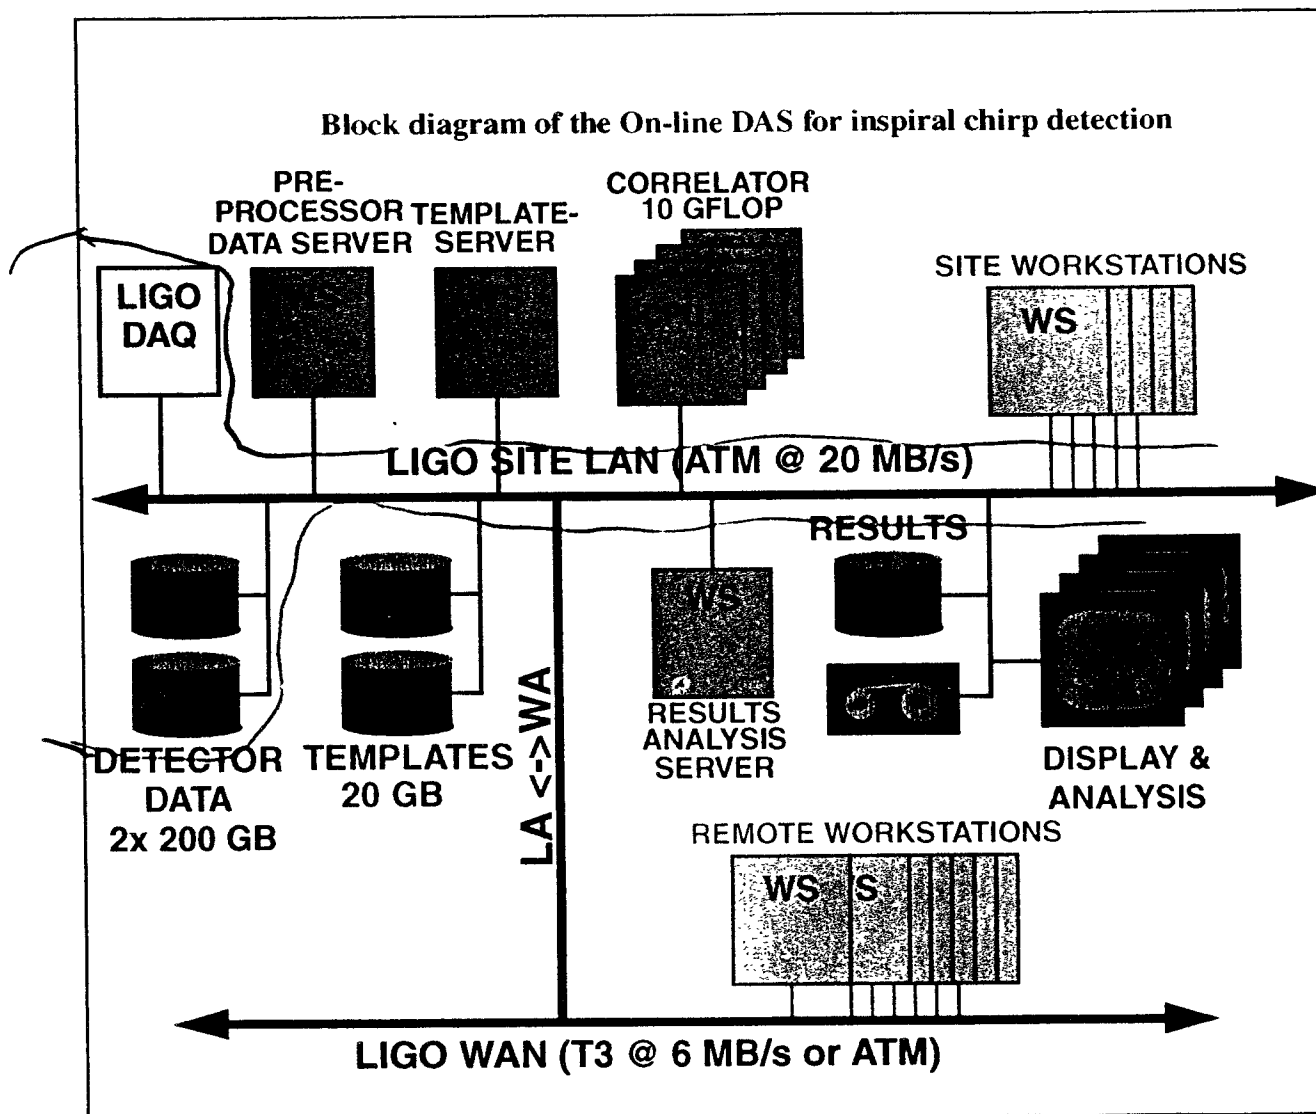 Block diagram of the On-line DAS for inspiral chirp detection
PRE-
PROCESSOR
DATA SERVER
TEMPLATE-
SERVER
CORRELATOR
10 GFLOP
SITE WORKSTATIONS
LIGO
DAQ
WS
LIGO SITE LAN (ATM @ 20 MB/s)
RESULTS
WS
RESULTS
ANALYSIS
SERVER
DETECTOR
DATA
2x 200 GB
TEMPLATES
20 GB
LA <-> WA
DISPLAY &
ANALYSIS
REMOTE WORKSTATIONS
WS S
LIGO WAN (T3 @ 6 MB/s or ATM)